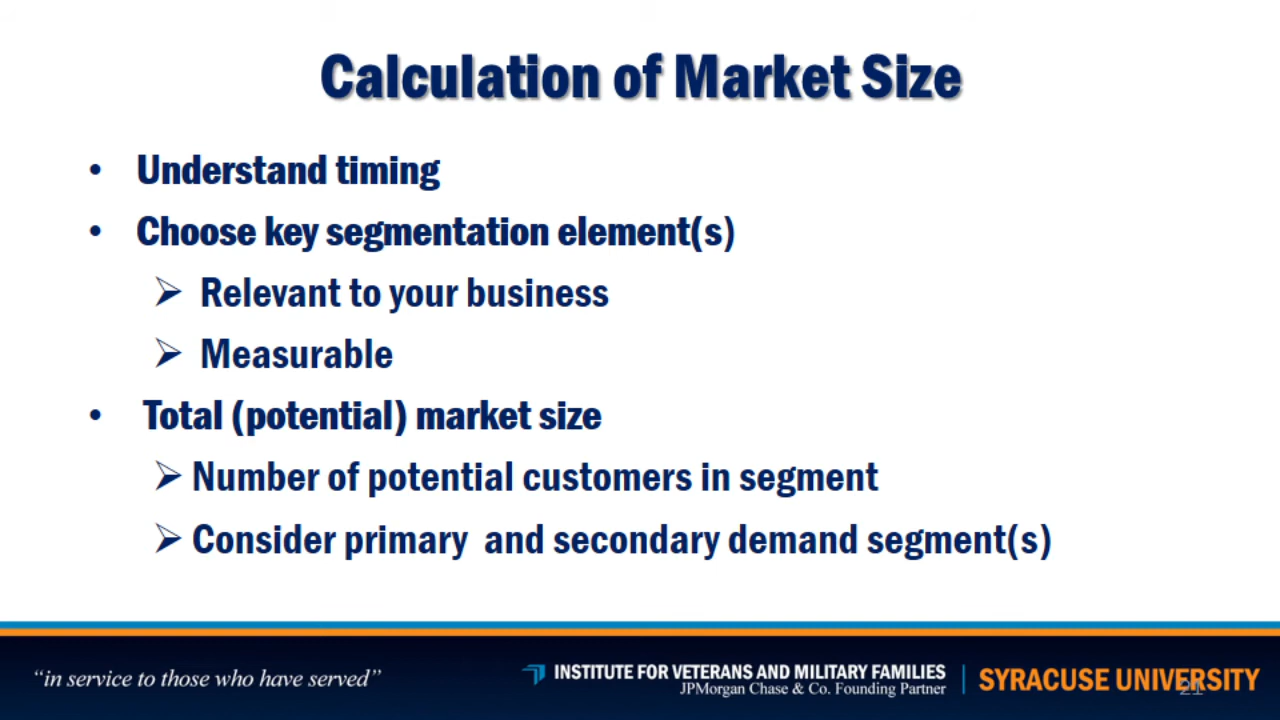 Calculation of Market Size
• Understand timing
• Choose key segmentation element(s)
➢ Relevant to your business
➢ Measurable
• Total (potential) market size
➢ Number of potential customers in segment
➢ Consider primary and secondary demand segment(s)
“in service to those who have served”
INSTITUTE FOR VETERANS AND MILITARY FAMILIES
JPMorgan Chase & Co. Founding Partner
SYRACUSE UNIVERSITY
21